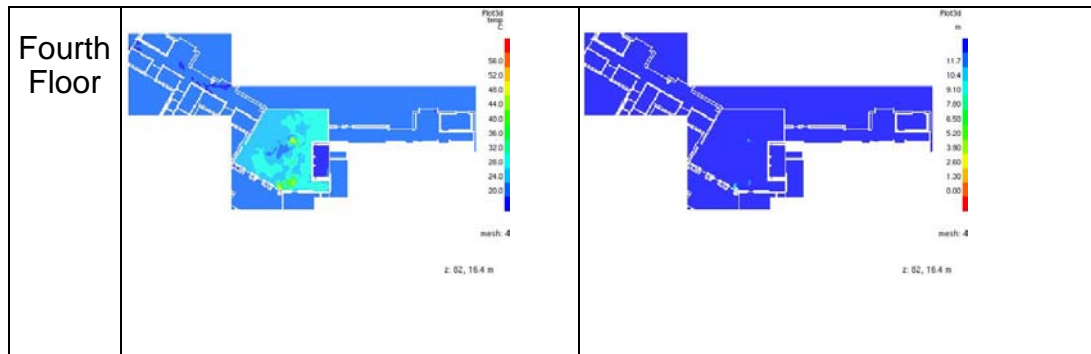 Fourth
Floor
Plot3d
temp
C
56.0
52.0
48.0
44.0
40.0
36.0
32.0
28.0
24.0
20.0
mesh: 4
z: 82, 16.4 m
Plot3d
m
11.7
10.4
9.10
7.80
6.50
5.20
3.90
2.60
1.30
0.00
mesh: 4
z: 82, 16.4 m